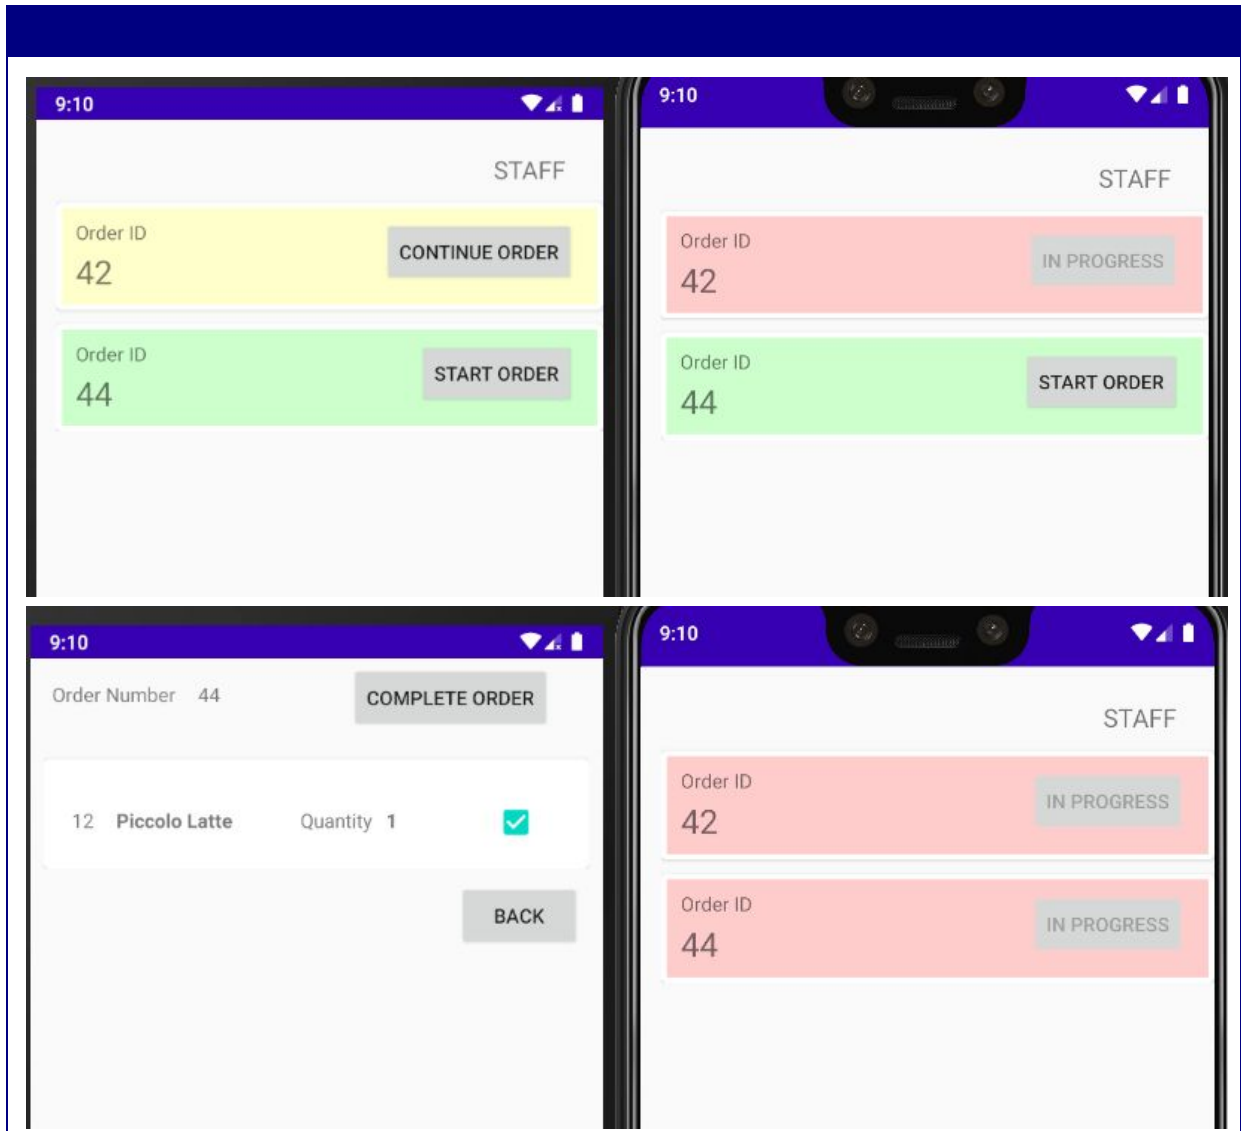 9:10
STAFF
Order ID
42
CONTINUE ORDER
Order ID
44
START ORDER
9:10
STAFF
Order ID
42
IN PROGRESS
Order ID
44
START ORDER
9:10
Order Number 44
COMPLETE ORDER
12 Piccolo Latte Quantity 1
BACK
9:10
STAFF
Order ID
42
IN PROGRESS
Order ID
44
IN PROGRESS